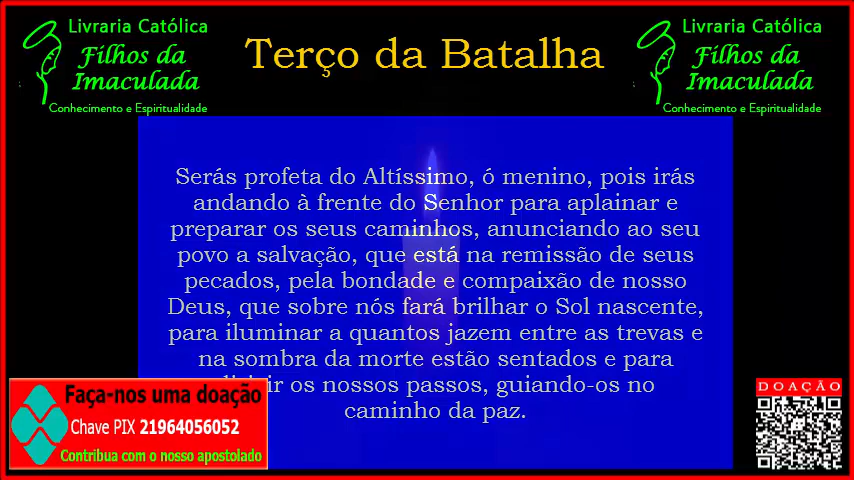 Livraria Católica
Filhos da
Imaculada
Conhecimento e Espiritualidade
Terço da Batalha
Livraria Católica
Filhos da
Imaculada
Conhecimento e Espiritualidade
Serás profeta do Altíssimo, ó menino, pois irás
andando à frente do Senhor para aplainar e
preparar os seus caminhos, anunciando ao seu
povo a salvação, que está na remissão de seus
pecados, pela bondade e compaixão de nosso
Deus, que sobre nós fará brilhar o Sol nascente,
para iluminar a quantos jazem entre as trevas e
na sombra da morte estão sentados e para
os nossos passos, guiando-os no
caminho da paz.
Faça-nos uma doação
Chave PIX 21964056052
Contribua com o nosso apostolado
DOAÇÃO